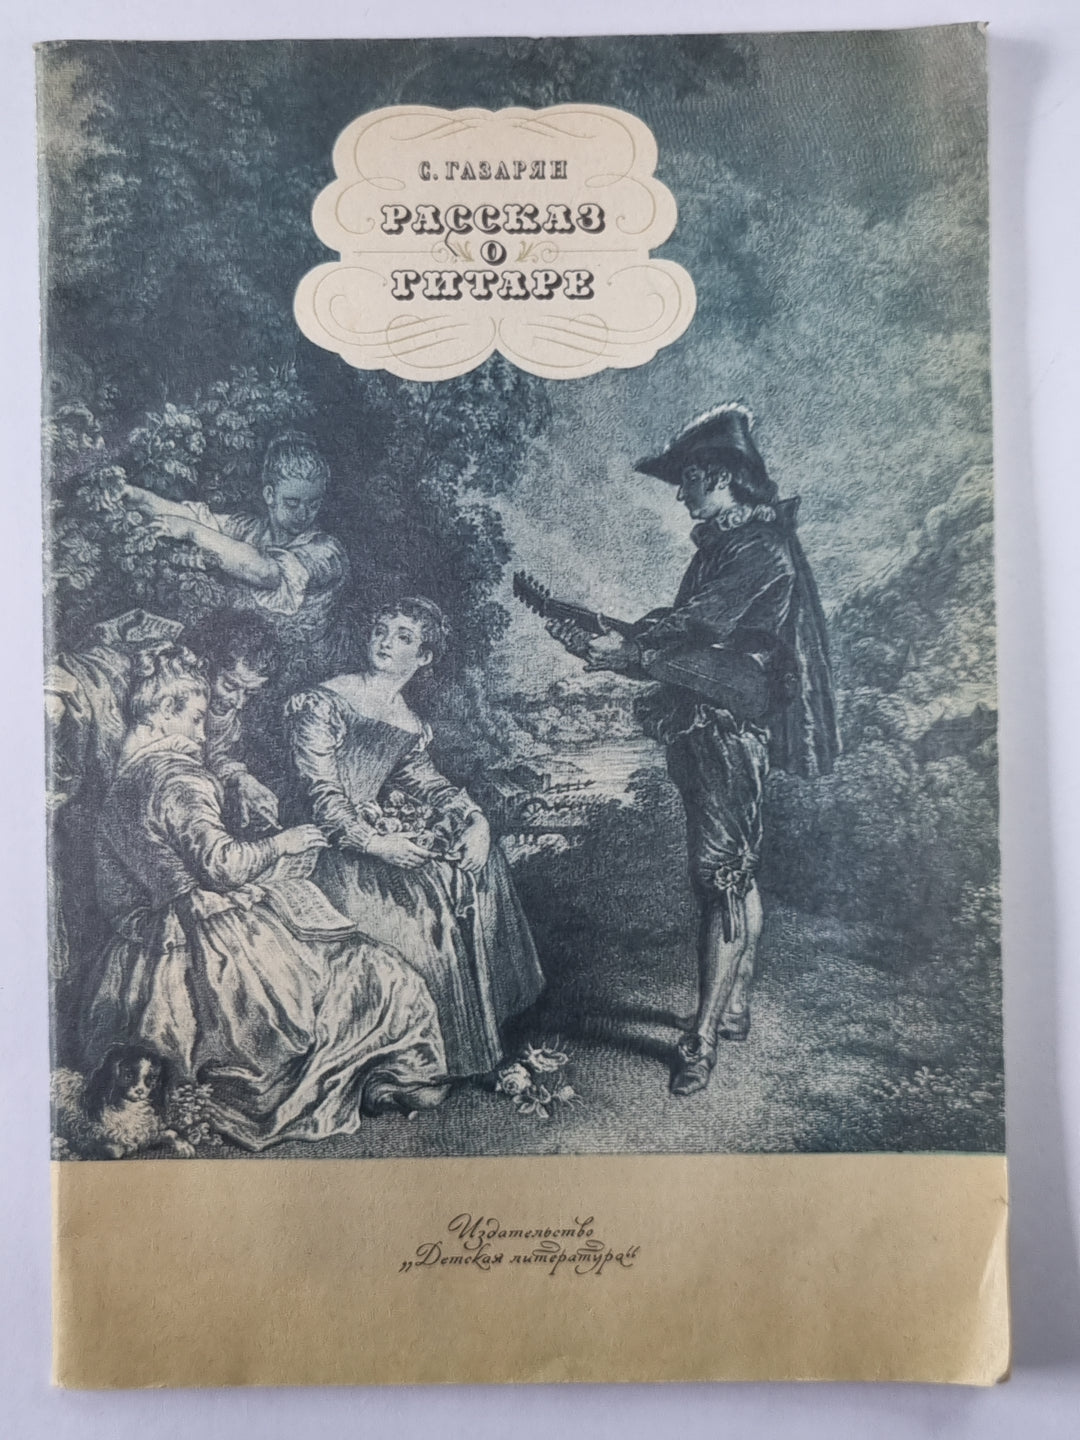 С. ГАЗАРЯН
РАССКАЗ
О
ГИТАРЕ
Издательство
„Детская литература“